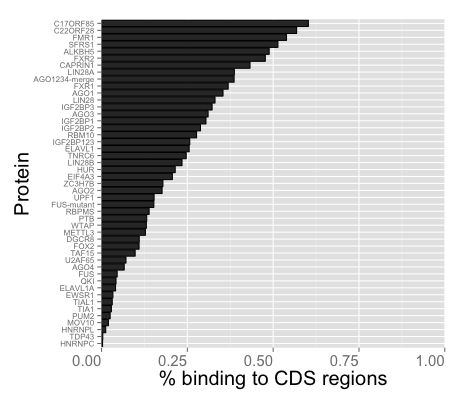 C17ORF85
C22ORF28
FMR1
SFRS1
ALKBH5
FXR2
CAPRIN1
LIN28A
AGO1234-merge
FXR1
AGO1
LIN28
IGF2BP3
AGO3
IGF2BP1
IGF2BP2
RBM10
IGF2BP123
ELAVL1
TNRC6
LIN28B
HUR
EIF4A3
ZC3H7B
AGO2
UPF1
FUS-mutant
RBPMS
PTB
WTAP
METTL3
DGCR8
FOX2
TAF15
U2AF65
AGO4
FUS
QKI
ELAVL1A
EWSR1
TIAL1
TIA1
PUM2
MOV10
HNRNPL
TDP43
HNRNPC
Protein
0.00 0.25 0.50 0.75 1.00
% binding to CDS regions